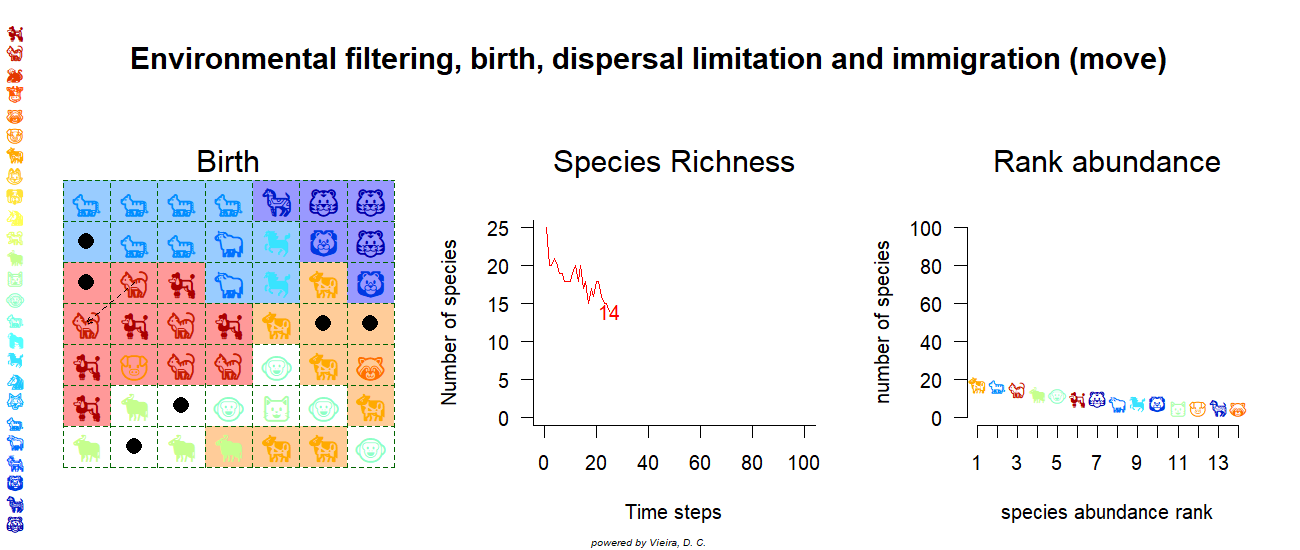 Environmental filtering, birth, dispersal limitation and immigration (move)
Birth
Species Richness
Number of species
25
20
15
10
5
0
14
0 20 40 60 80 100
Time steps
Rank abundance
number of species
100
80
60
40
20
0
1 3 5 7 9 11 13
species abundance rank
powered by Vieira, D. C.